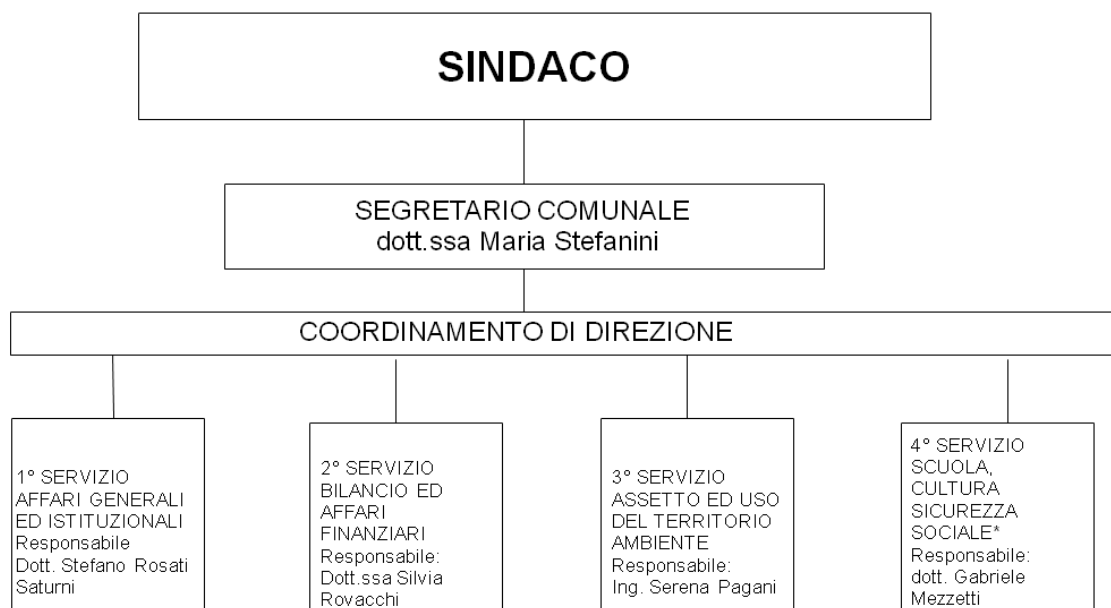 SINDACO
SEGRETARIO COMUNALE
dott.ssa Maria Stefanini
COORDINAMENTO DI DIREZIONE
1° SERVIZIO
AFFARI GENERALI
ED ISTITUZIONALI
Responsabile
Dott. Stefano Rosati
Saturni
2° SERVIZIO
BILANCIO ED
AFFARI
FINANZIARI
Responsabile:
Dott.ssa Silvia
Rovacchi
3° SERVIZIO
ASSETTO ED USO
DEL TERRITORIO
AMBIENTE
Responsabile:
Ing. Serena Pagani
4° SERVIZIO
SCUOLA,
CULTURA
SICUREZZA
SOCIALE*
Responsabile:
dott. Gabriele
Mezzetti